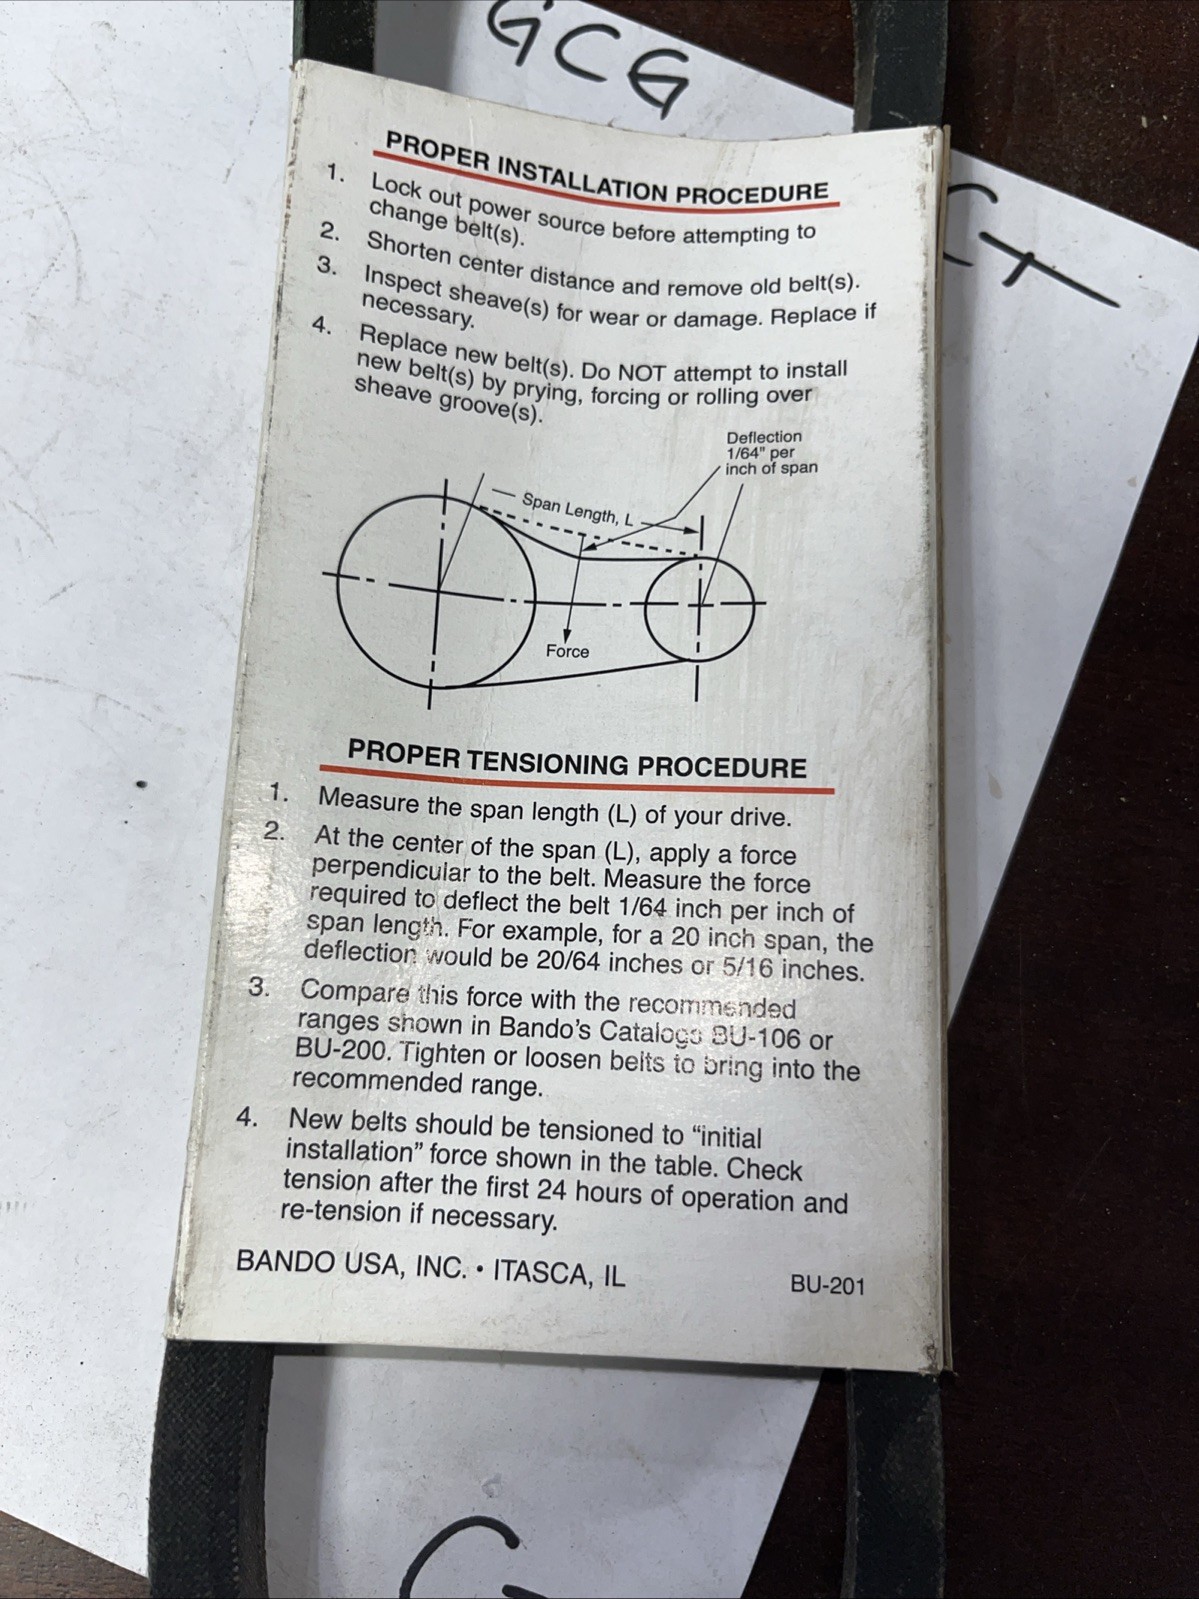 GCG
PROPER INSTALLATION PROCEDURE
1. Lock out power source before attempting to
change belt(s).
2. Shorten center distance and remove old belt(s).
3. Inspect sheave(s) for wear or damage. Replace if
necessary.
4. Replace new belt(s). Do NOT attempt to install
new belt(s) by prying, forcing or rolling over
sheave groove(s).
Deflection
1/64" per
inch of span
Span Length, L
Force
PROPER TENSIONING PROCEDURE
1. Measure the span length (L) of your drive.
2. At the center of the span (L), apply a force
perpendicular to the belt. Measure the force
required to deflect the belt 1/64 inch per inch of
span length. For example, for a 20 inch span, the
deflection would be 20/64 inches or 5/16 inches.
3. Compare this force with the recommended
ranges shown in Bando's Catalogs BU-106 or
BU-200. Tighten or loosen belts to bring into the
recommended range.
4. New belts should be tensioned to “initial
installation” force shown in the table. Check
tension after the first 24 hours of operation and
re-tension if necessary.
BANDO USA, INC. • ITASCA, IL
BU-201